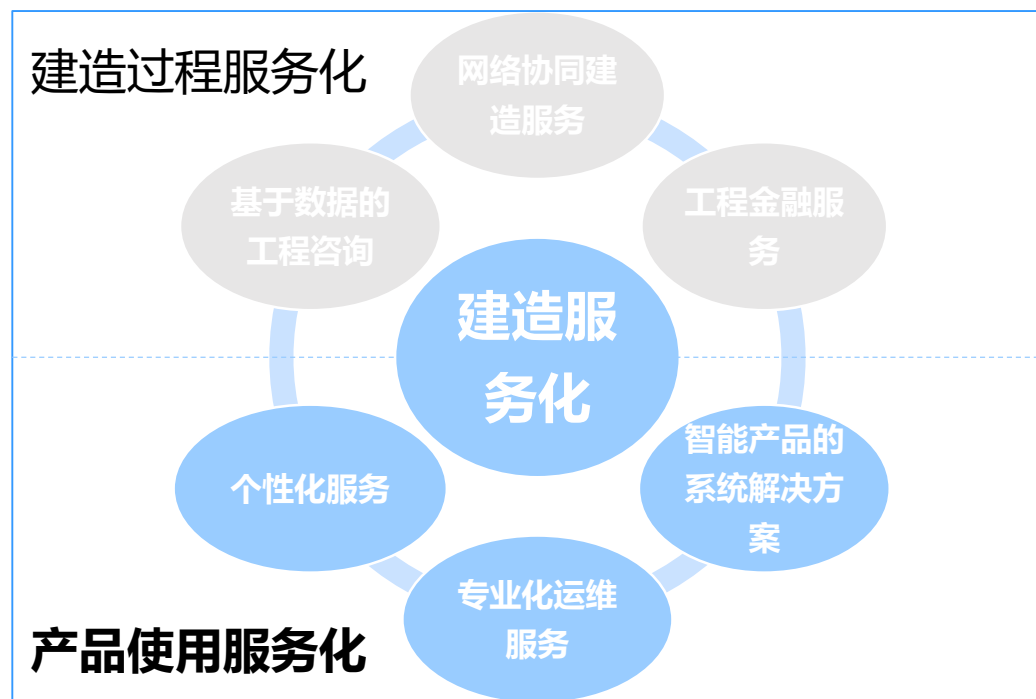 建造过程服务化
网络协同建
造服务
基于数据的
工程咨询
工程金融服
务
建造服
务化
个性化服务
智能产品的
系统解决方
案
专业化运维
服务
产品使用服务化